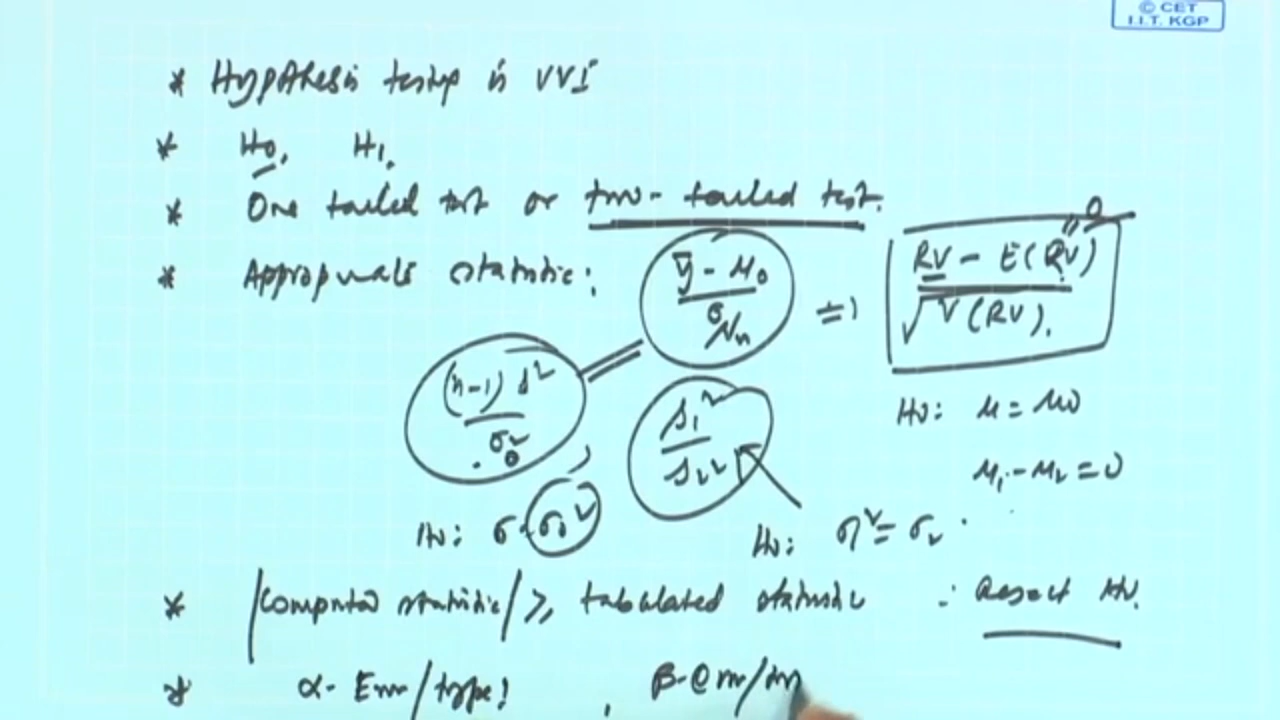 © CET
I.I.T. KGP
* Hypothesis testing is VVI
* H0, H1.
* One tailed test or two-tailed test.
* Appropriate statistic: ȳ - μ0 / σ/√n => RV - E(RV) / √V(RV). 0
(n-1) s² / σ0² s1² / s2² H0: μ = μ0
μ1 - μ2 = 0
H0: σ² = σ0² H0: σ1² = σ2².
* |Computed statistic| ≥ tabulated statistic : Reject H0.
* α- Error/type I , β- error/